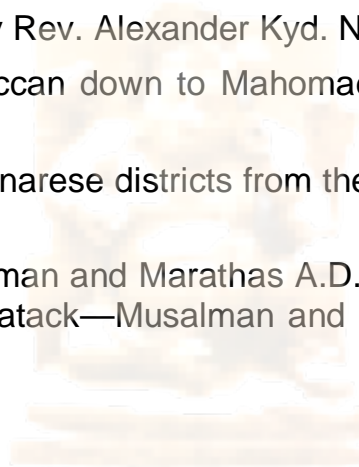 Rev. Alexander Kyd. N
ccan down to Mahomad
narese districts from the
man and Marathas A.D.
atack—Musalman and